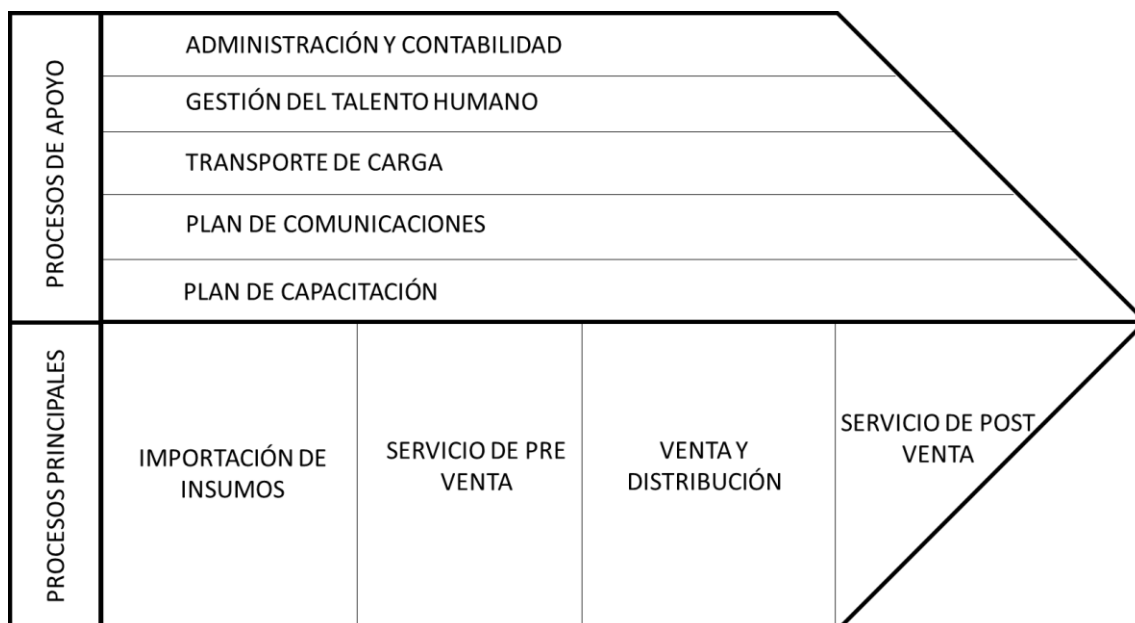 PROCESOS DE APOYO
ADMINISTRACIÓN Y CONTABILIDAD
GESTIÓN DEL TALENTO HUMANO
TRANSPORTE DE CARGA
PLAN DE COMUNICACIONES
PLAN DE CAPACITACIÓN
PROCESOS PRINCIPALES
IMPORTACIÓN DE
INSUMOS
SERVICIO DE PRE
VENTA
VENTA Y
DISTRIBUCIÓN
SERVICIO DE POST
VENTA